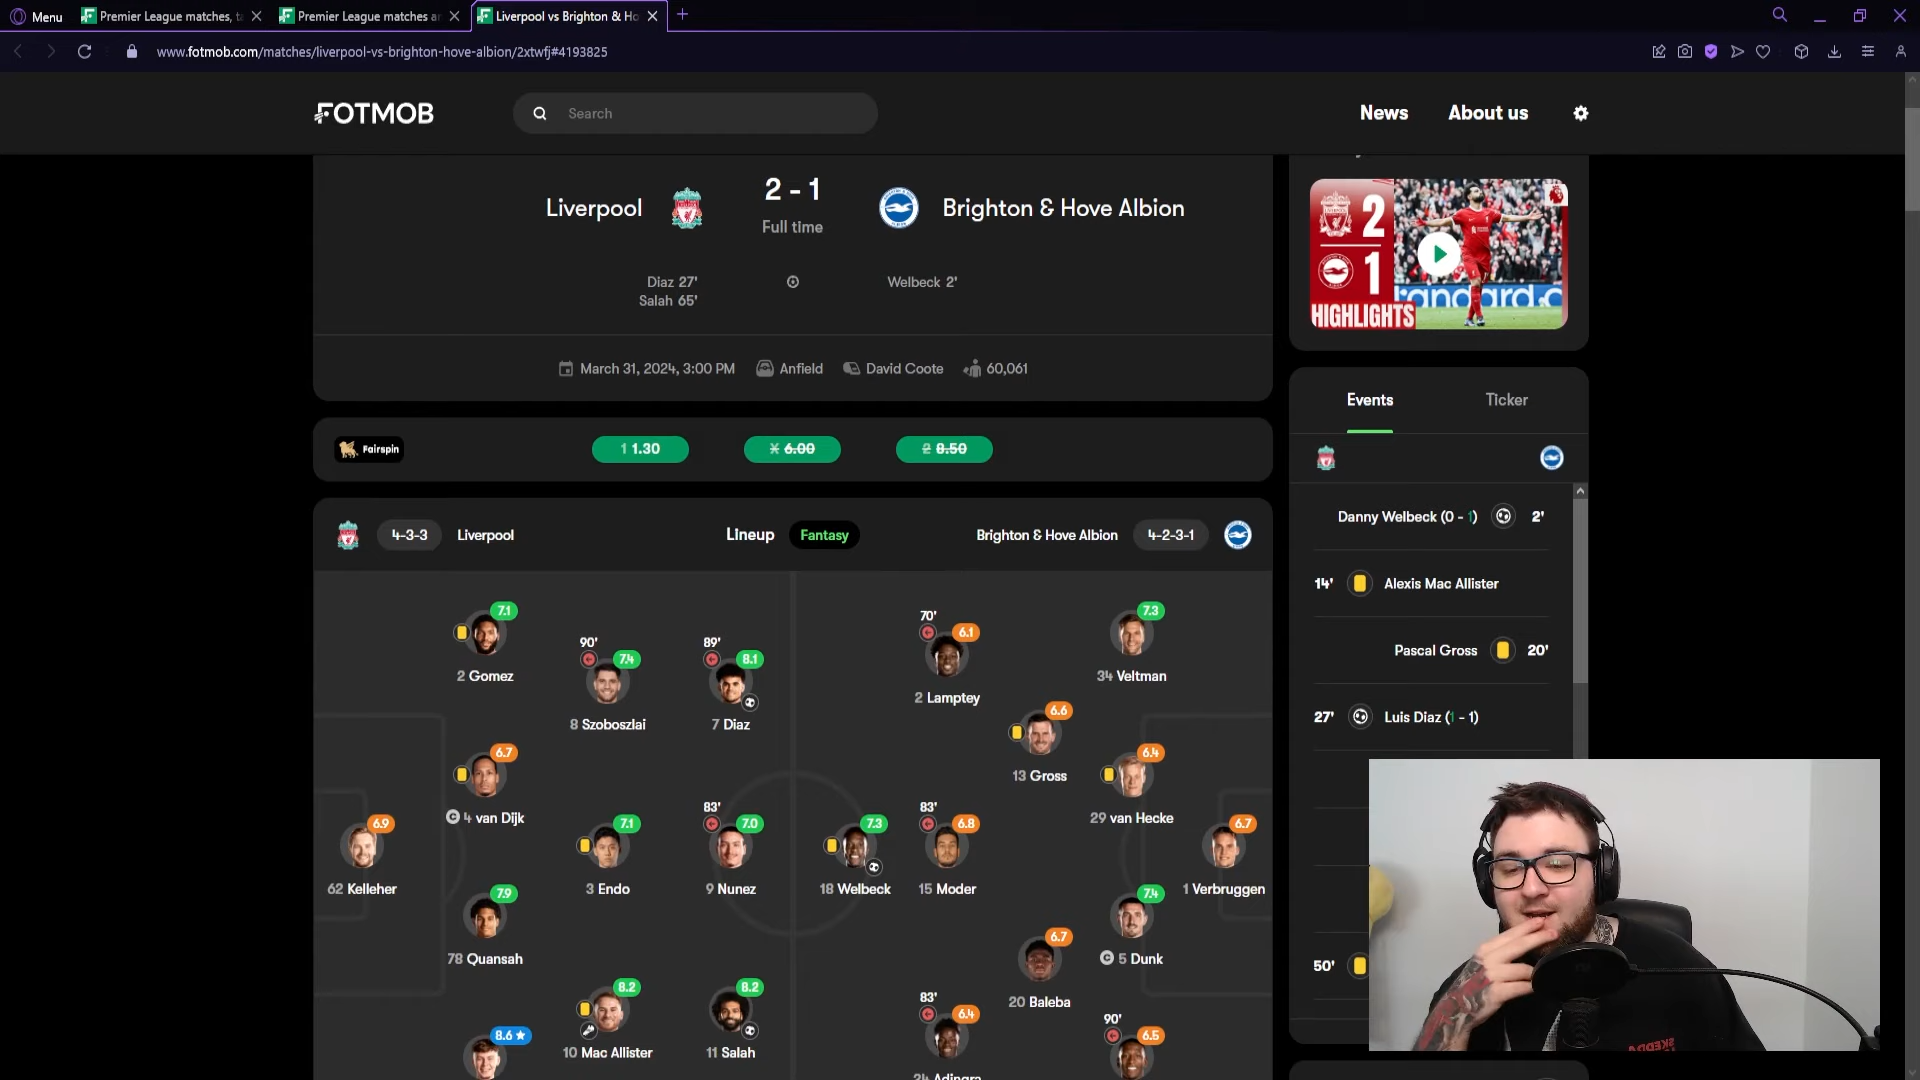 Menu
Premier League matches, ta
Premier League matches ar
Liverpool vs Brighton & Ho
www.fotmob.com/matches/liverpool-vs-brighton-hove-albion/2xtwfj#4193825
FOTMOB
Search
News
About us
Liverpool
2 - 1
Full time
Brighton & Hove Albion
Diaz 27'
Salah 65'
Welbeck 2'
March 31, 2024, 3:00 PM
Anfield
David Coote
60,061
2
1
HIGHLIGHTS
Fairspin
1 1.30
X 6.00
2 8.50
4-3-3
Liverpool
Lineup
Fantasy
Brighton & Hove Albion
4-2-3-1
7.1
2 Gomez
90'
7.4
8 Szoboszlai
89'
8.1
7 Diaz
70'
6.1
2 Lamptey
7.3
34 Veltman
6.6
13 Gross
6.7
C 4 van Dijk
6.4
29 van Hecke
6.9
62 Kelleher
7.1
3 Endo
83'
7.0
9 Nunez
7.3
18 Welbeck
83'
6.8
15 Moder
6.7
1 Verbruggen
7.9
78 Quansah
6.7
20 Baleba
7.4
C 5 Dunk
8.6
8.2
10 Mac Allister
8.2
11 Salah
83'
6.4
24 Adingra
90'
6.5
Events
Ticker
Danny Welbeck (0 - 1)
2'
14'
Alexis Mac Allister
Pascal Gross
20'
27'
Luis Diaz (1 - 1)
50'